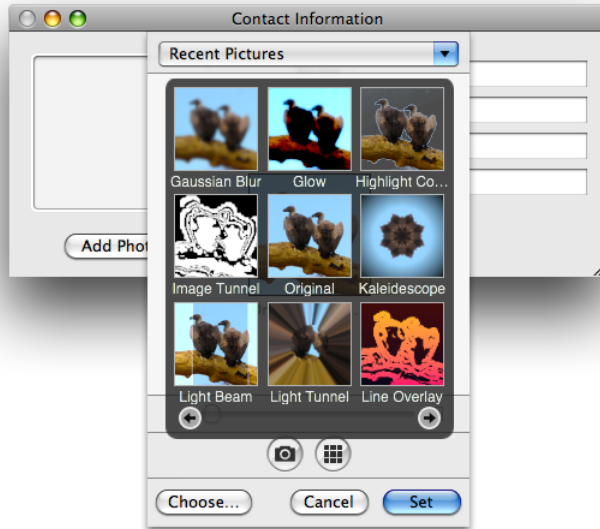 Contact Information
Recent Pictures
Gaussian Blur
Glow
Highlight Co...
Image Tunnel
Original
Kaleidescope
Light Beam
Light Tunnel
Line Overlay
Add Phot
Choose...
Cancel
Set